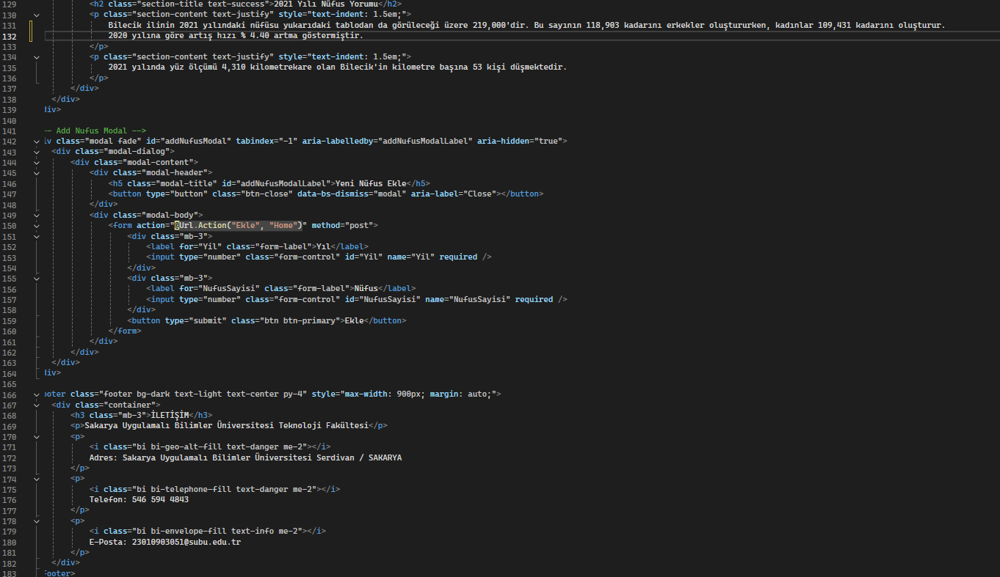 129 <h2 class="section-title text-success">2021 Yılı Nüfus Yorumu</h2>
130 <p class="section-content text-justify" style="text-indent: 1.5em;">
131 Bilecik ilinin 2021 yılındaki nüfüsu yukarıdaki tablodan da görüleceği üzere 219,000'dir. Bu sayının 118,903 kadarını erkekler oluştururken, kadınlar 109,431 kadarını oluşturur.
132 2020 yılına göre artış hızı % 4.40 artma göstermiştir.
133 </p>
134 <p class="section-content text-justify" style="text-indent: 1.5em;">
135 2021 yılında yüz ölçümü 4,310 kilometrekare olan Bilecik'in kilometre başına 53 kişi düşmektedir.
136 </p>
137 </div>
138 </div>
139 div>
140
141 -- Add Nufus Modal -->
142 iv class="modal fade" id="addNufusModal" tabindex="-1" aria-labelledby="addNufusModalLabel" aria-hidden="true">
143 <div class="modal-dialog">
144 <div class="modal-content">
145 <div class="modal-header">
146 <h5 class="modal-title" id="addNufusModalLabel">Yeni Nüfus Ekle</h5>
147 <button type="button" class="btn-close" data-bs-dismiss="modal" aria-label="Close"></button>
148 </div>
149 <div class="modal-body">
150 <form action="@Url.Action("Ekle", "Home")" method="post">
151 <div class="mb-3">
152 <label for="Yil" class="form-label">Yıl</label>
153 <input type="number" class="form-control" id="Yil" name="Yil" required />
154 </div>
155 <div class="mb-3">
156 <label for="NufusSayisi" class="form-label">Nüfus</label>
157 <input type="number" class="form-control" id="NufusSayisi" name="NufusSayisi" required />
158 </div>
159 <button type="submit" class="btn btn-primary">Ekle</button>
160 </form>
161 </div>
162 </div>
163 </div>
164 div>
165
166 ooter class="footer bg-dark text-light text-center py-4" style="max-width: 900px; margin: auto;">
167 <div class="container">
168 <h3 class="mb-3">İLETİŞİM</h3>
169 <p>Sakarya Uygulamalı Bilimler Üniversitesi Teknoloji Fakültesi</p>
170 <p>
171 <i class="bi bi-geo-alt-fill text-danger me-2"></i>
172 Adres: Sakarya Uygulamalı Bilimler Üniversitesi Serdivan / SAKARYA
173 </p>
174 <p>
175 <i class="bi bi-telephone-fill text-danger me-2"></i>
176 Telefon: 546 594 4843
177 </p>
178 <p>
179 <i class="bi bi-envelope-fill text-info me-2"></i>
180 E-Posta: 23010903051@subu.edu.tr
181 </p>
182 </div>
183 footer>